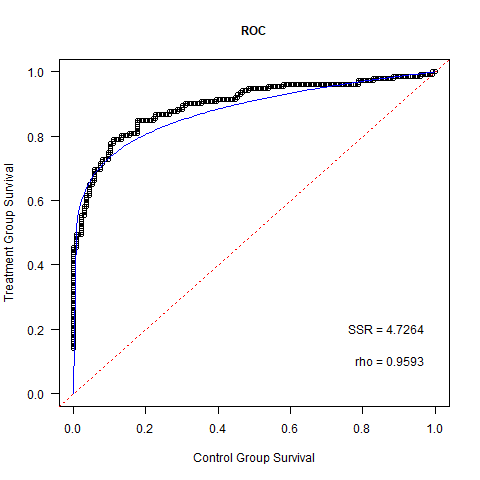 ROC
Treatment Group Survival
1.0
0.8
0.6
0.4
0.2
0.0
SSR = 4.7264
rho = 0.9593
0.0 0.2 0.4 0.6 0.8 1.0
Control Group Survival